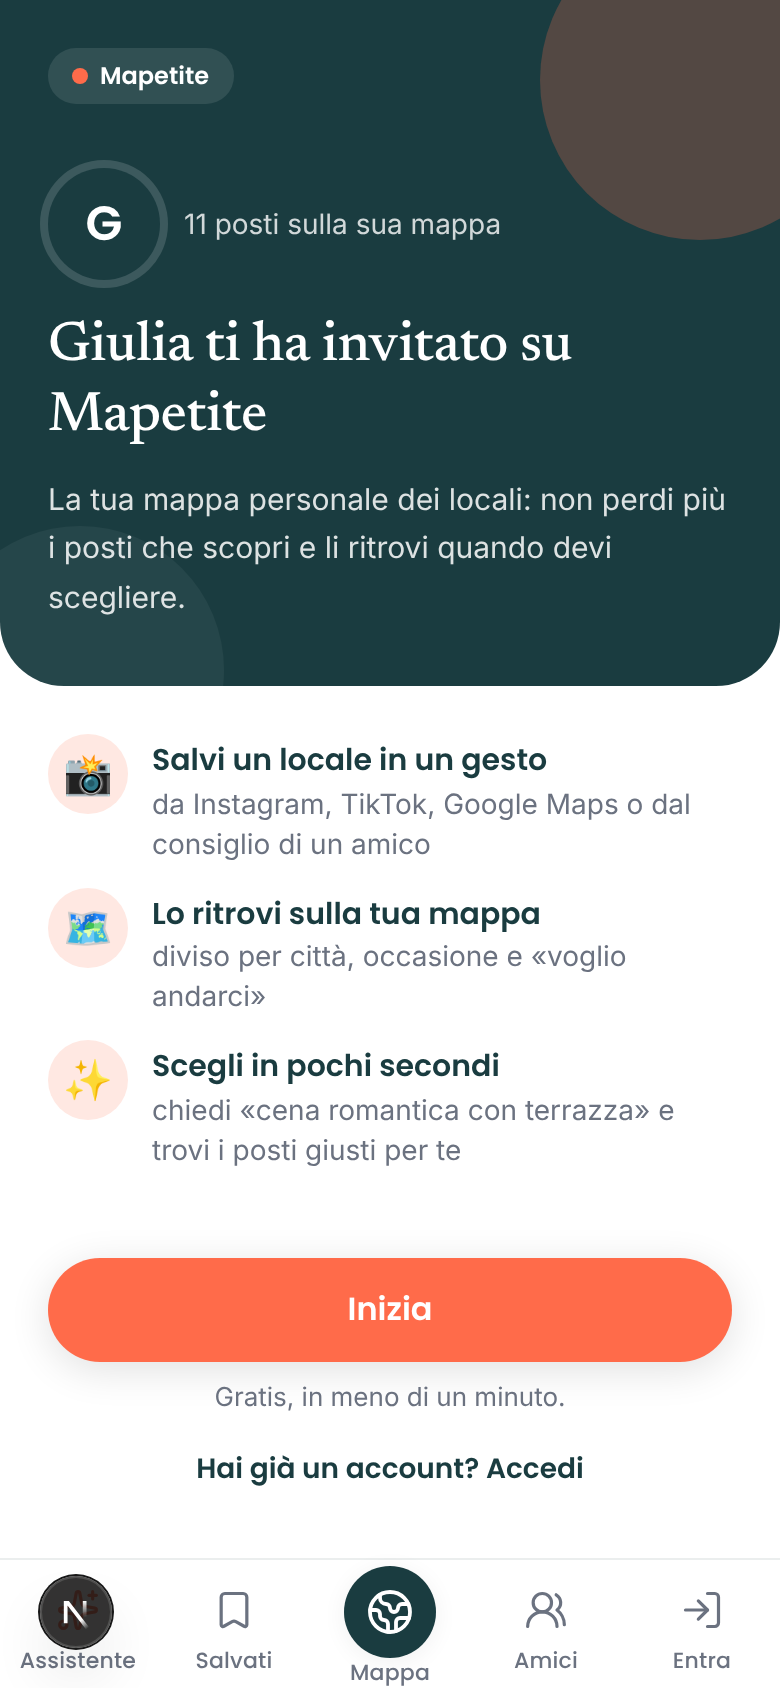 Mapetite
G
11 posti sulla sua mappa
Giulia ti ha invitato su
Mapetite
La tua mappa personale dei locali: non perdi più
i posti che scopri e li ritrovi quando devi
scegliere.
Salvi un locale in un gesto
da Instagram, TikTok, Google Maps o dal
consiglio di un amico
Lo ritrovi sulla tua mappa
diviso per città, occasione e «voglio
andarci»
Scegli in pochi secondi
chiedi «cena romantica con terrazza» e
trovi i posti giusti per te
Inizia
Gratis, in meno di un minuto.
Hai già un account? Accedi
N
Assistente
Salvati
Mappa
Amici
Entra